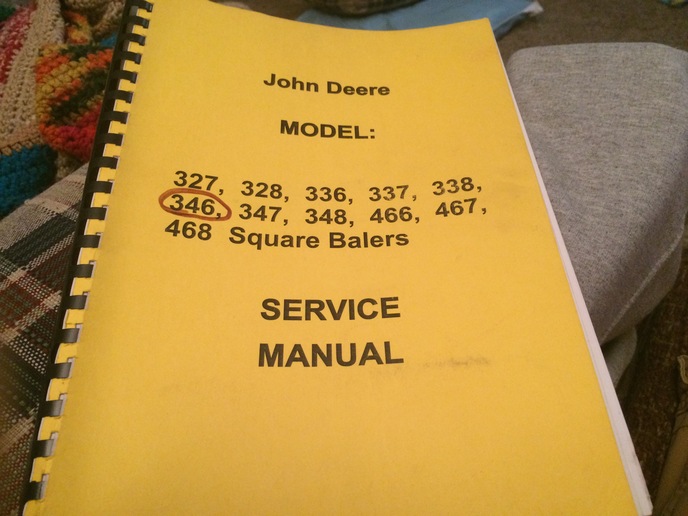 John Deere
MODEL:
327, 328, 336, 337, 338,
346, 347, 348, 466, 467,
468 Square Balers
SERVICE
MANUAL